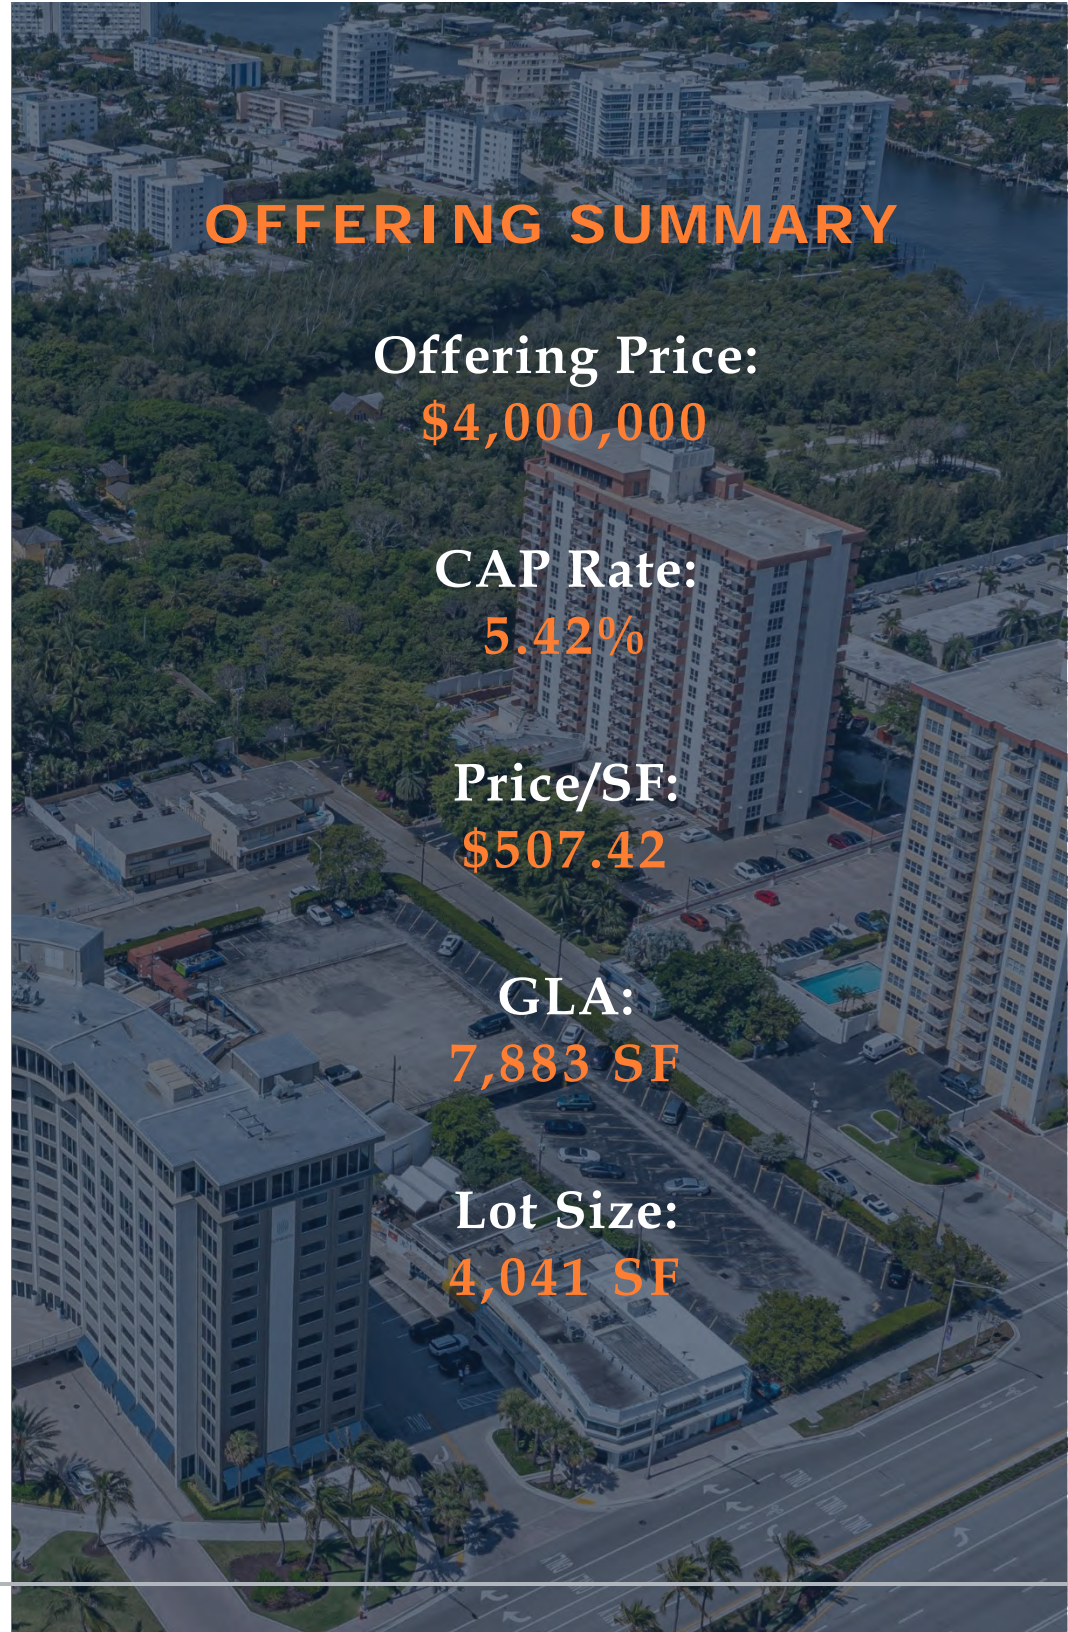 OFFERING SUMMARY
Offering Price:
$4,000,000
CAP Rate:
5.42%
Price/SF:
$507.42
GLA:
7,883 SF
Lot Size:
4,041 SF